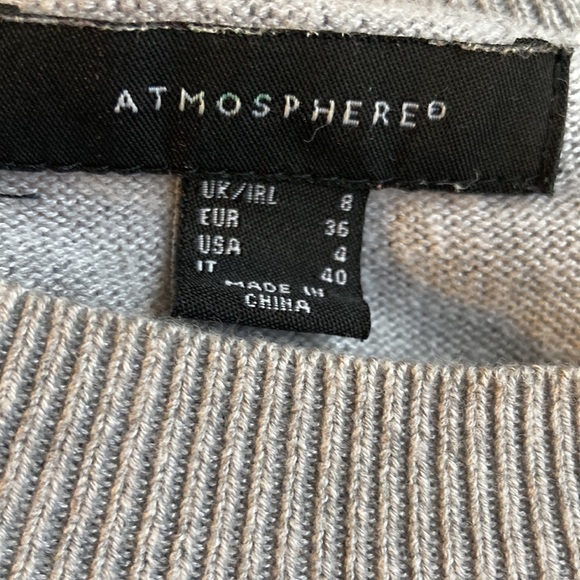 ATMOSPHERE®
UK/IRL 8
EUR 36
USA 4
IT 40
MADE IN
CHINA